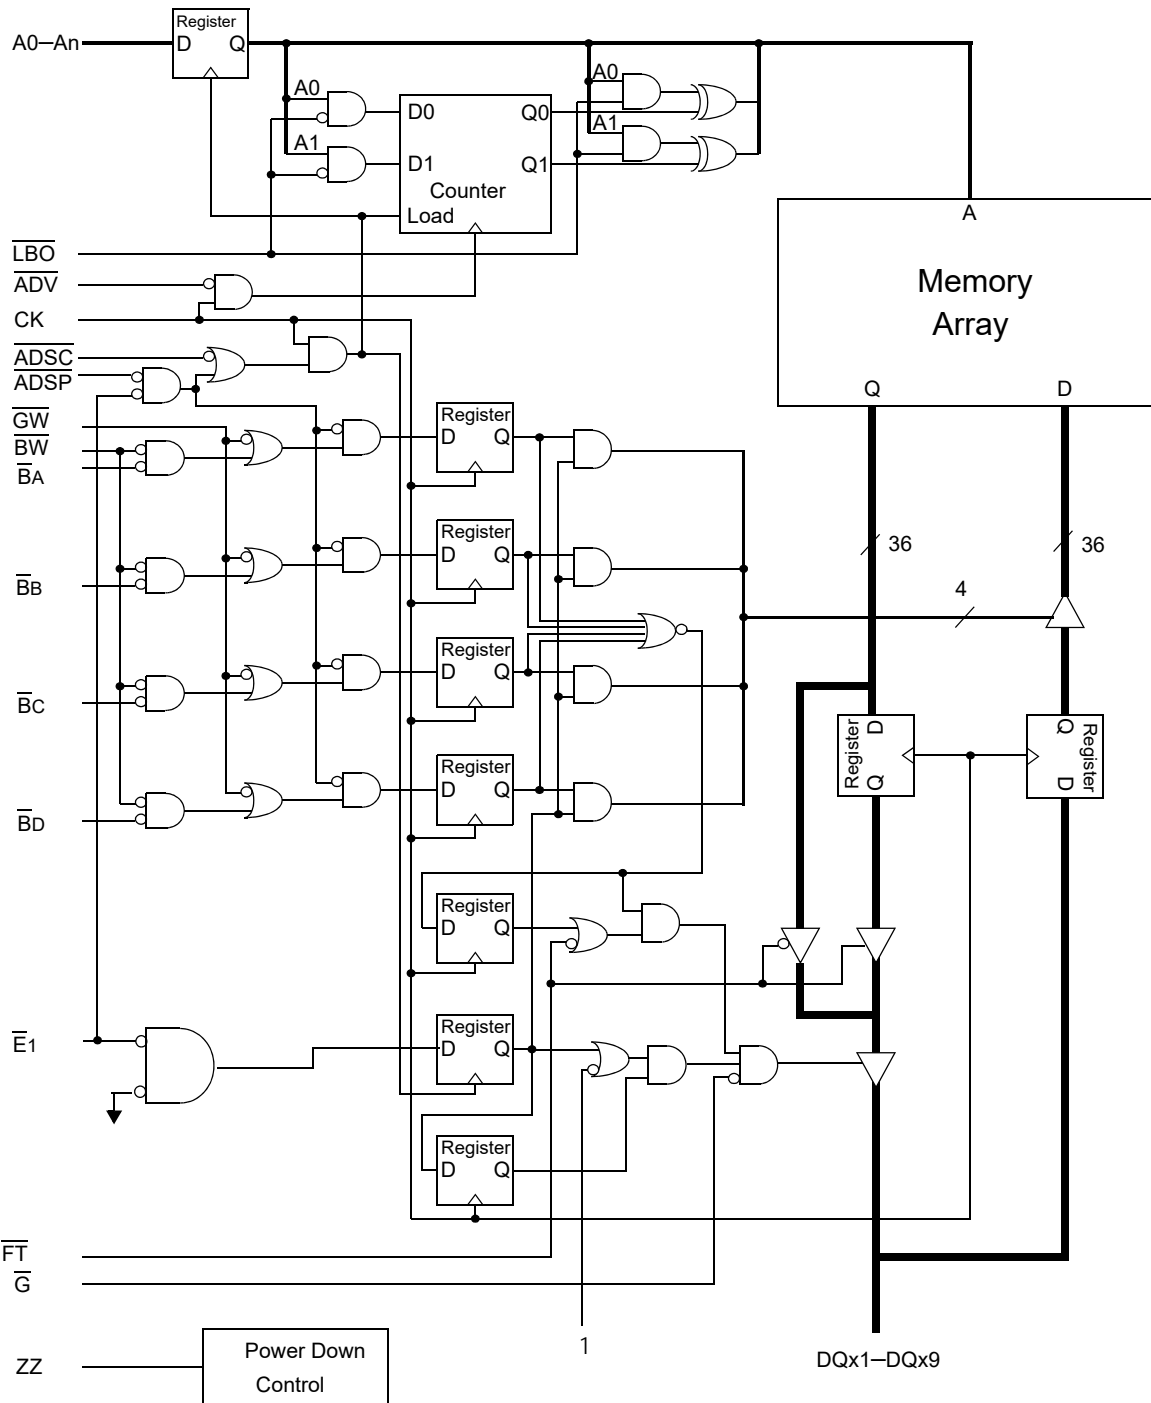 Register
A0–An
D Q
A0
A0
D0
Q0
A1
A1
D1
Q1
Counter
Load
A
LBO
ADV
Memory
Array
CK
ADSC
ADSP
Q
D
GW
Register
BW
D Q
BA
Register
D Q
36
36
BB
4
Register
D Q
BC
Register
D
Q
Register
Q
D
Register
D Q
BD
Register
D Q
Register
D Q
E1
Register
D Q
FT
G
1
Power Down
Control
ZZ
DQx1–DQx9